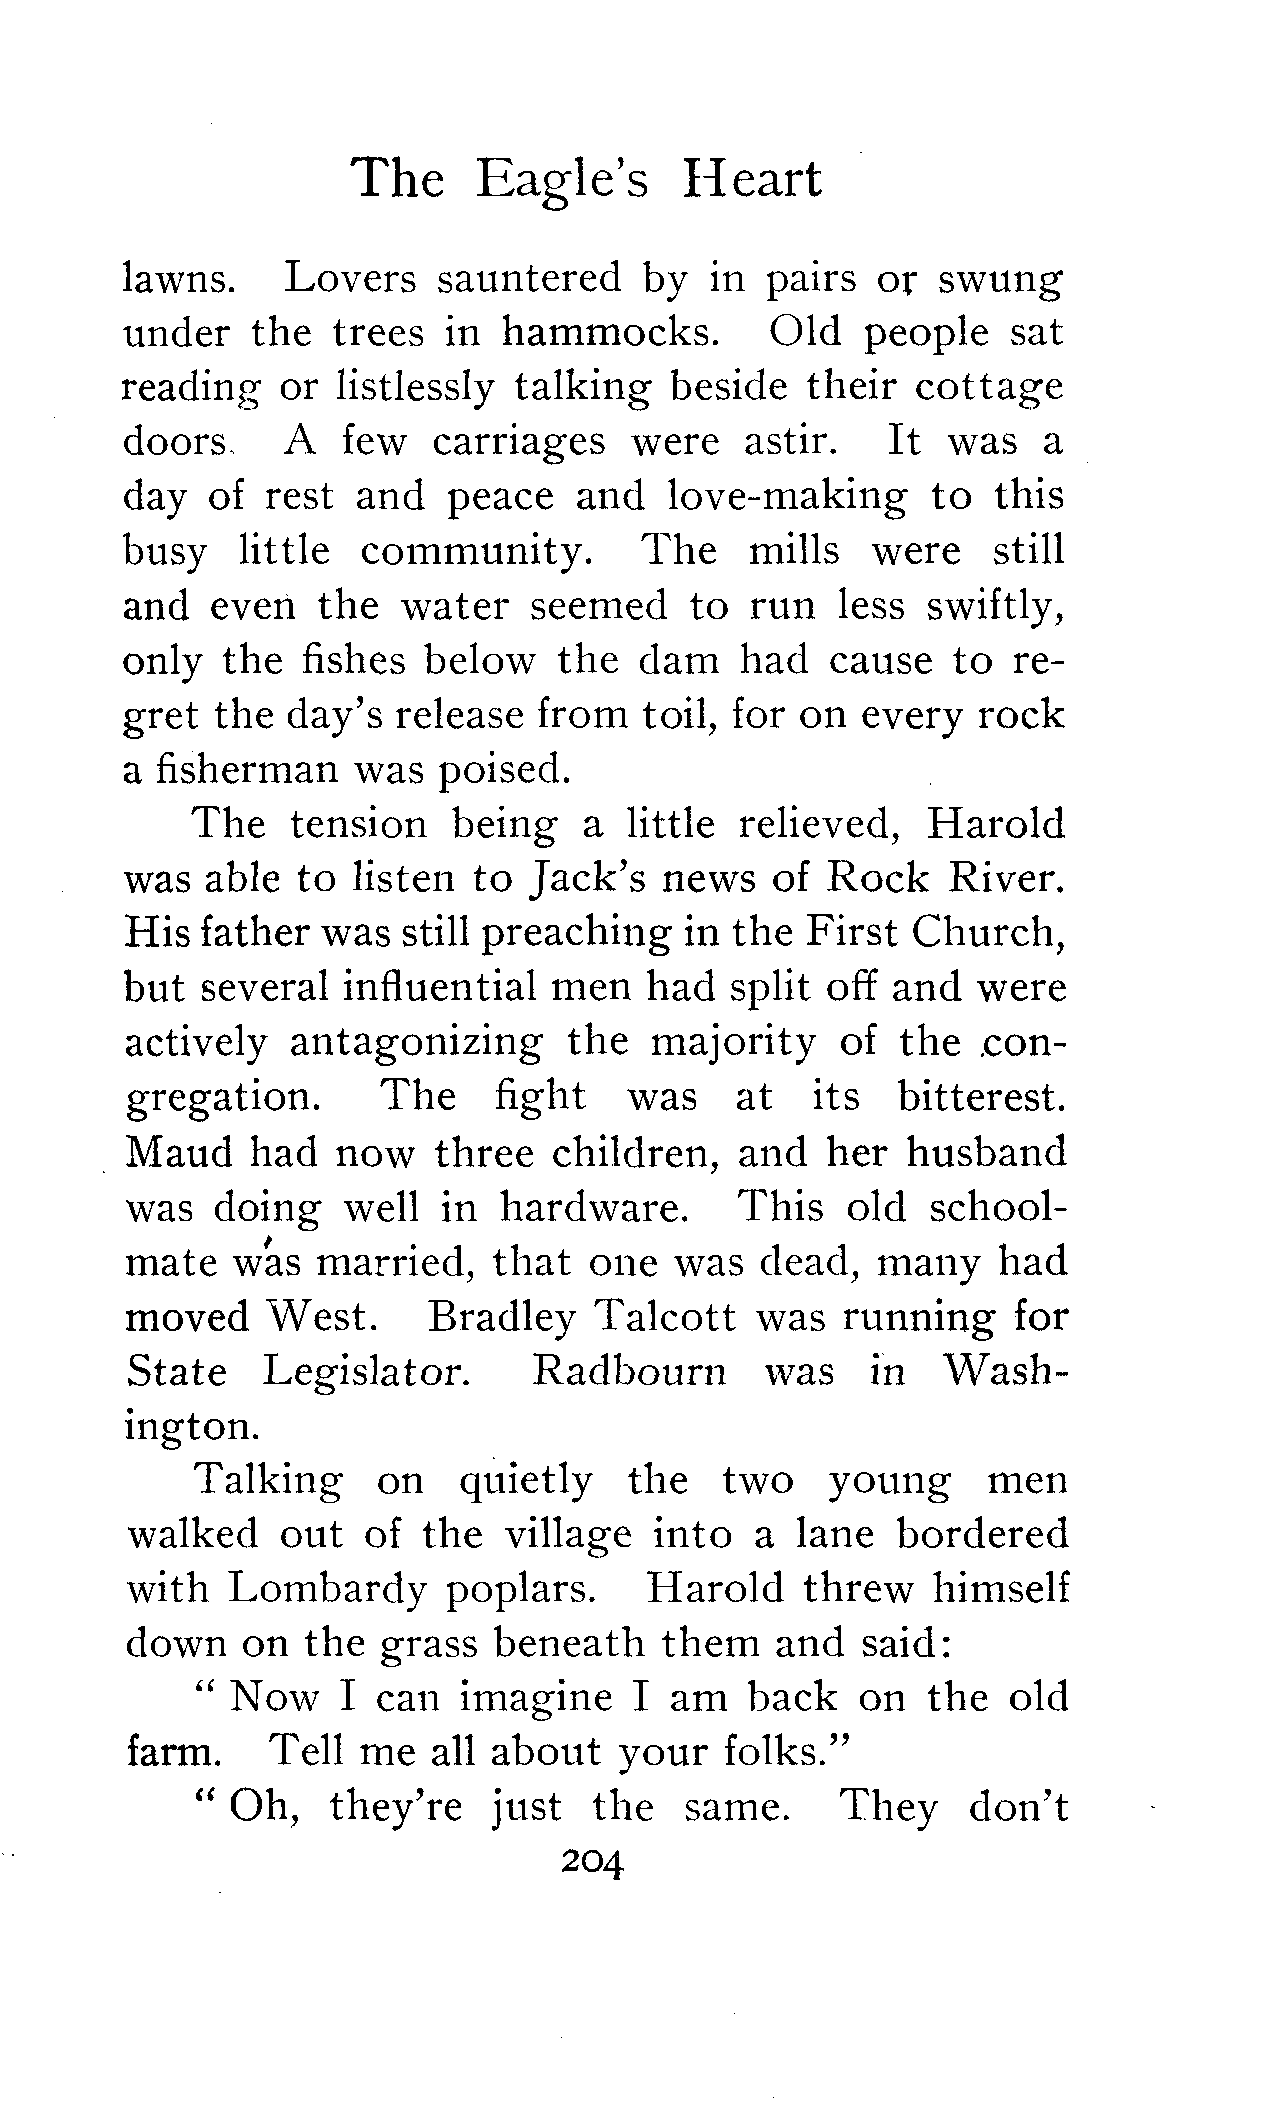 The Eagle's Heart
lawns. Lovers sauntered by in pairs or swung
under the trees in hammocks. Old people sat
reading or listlessly talking beside their cottage
doors. A few carriages were astir. It was a
day of rest and peace and love-making to this
busy little community. The mills were still
and even the water seemed to run less swiftly,
only the fishes below the dam had cause to re-
gret the day's release from toil, for on every rock
a fisherman was poised.
The tension being a little relieved, Harold
was able to listen to Jack's news of Rock River.
His father was still preaching in the First Church,
but several influential men had split off and were
actively antagonizing the majority of the con-
gregation. The fight was at its bitterest.
Maud had now three children, and her husband
was doing well in hardware. This old school-
mate was married, that one was dead, many had
moved West. Bradley Talcott was running for
State Legislator. Radbourn was in Wash-
ington.
Talking on quietly the two young men
walked out of the village into a lane bordered
with Lombardy poplars. Harold threw himself
down on the grass beneath them and said:
" Now I can imagine I am back on the old
farm. Tell me all about your folks."
" Oh, they're just the same. They don't
204